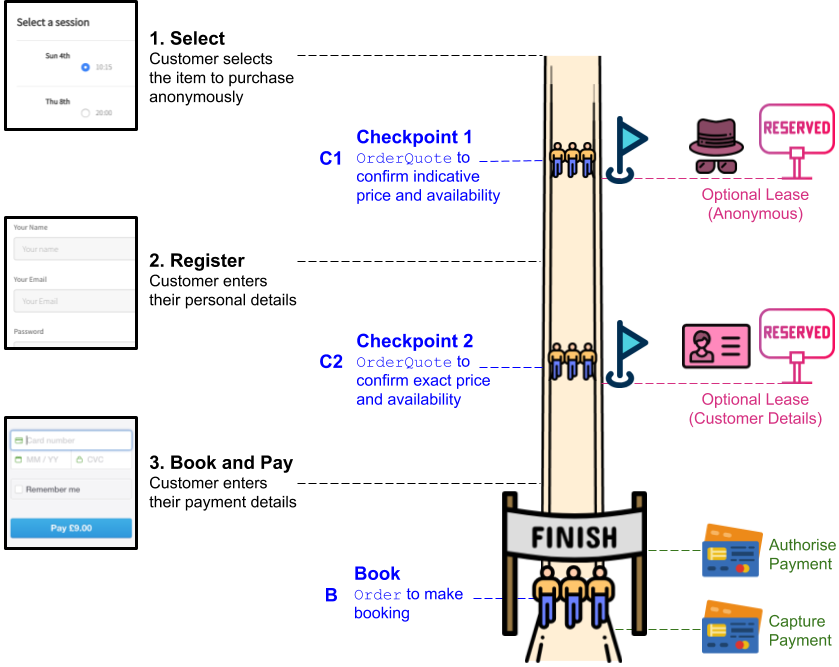 Select a session
Sun 4th
10:15
Thu 8th
20:00
1. Select
Customer selects
the item to purchase
anonymously
C1
Checkpoint 1
OrderQuote to
confirm indicative
price and availability
RESERVED
Optional Lease
(Anonymous)
Your Name
Your name
Your Email
Your Email
Password
2. Register
Customer enters
their personal details
C2
Checkpoint 2
OrderQuote to
confirm exact price
and availability
RESERVED
Optional Lease
(Customer Details)
Card number
MM / YY
CVC
Remember me
Pay £9.00
3. Book and Pay
Customer enters
their payment details
FINISH
Authorise
Payment
B
Book
Order to make
booking
Capture
Payment